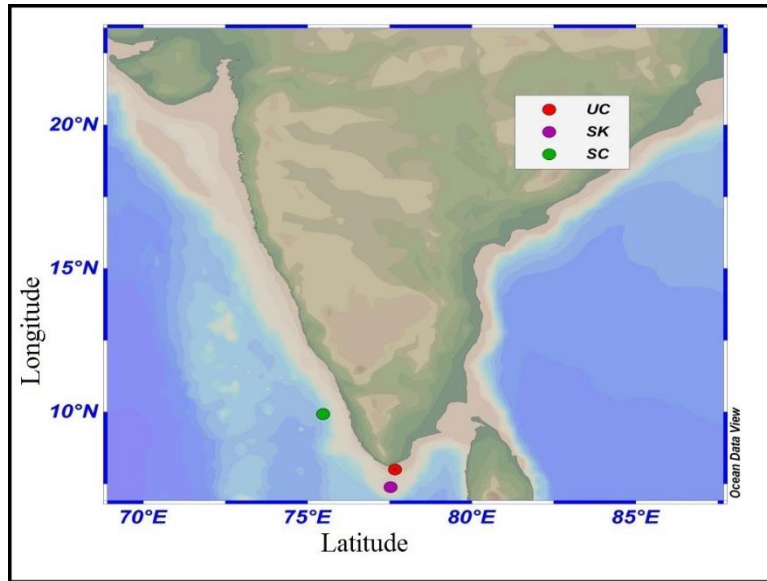 UC
SK
SC
20°N
15°N
10°N
Longitude
70°E 75°E 80°E 85°E
Latitude
Ocean Data View